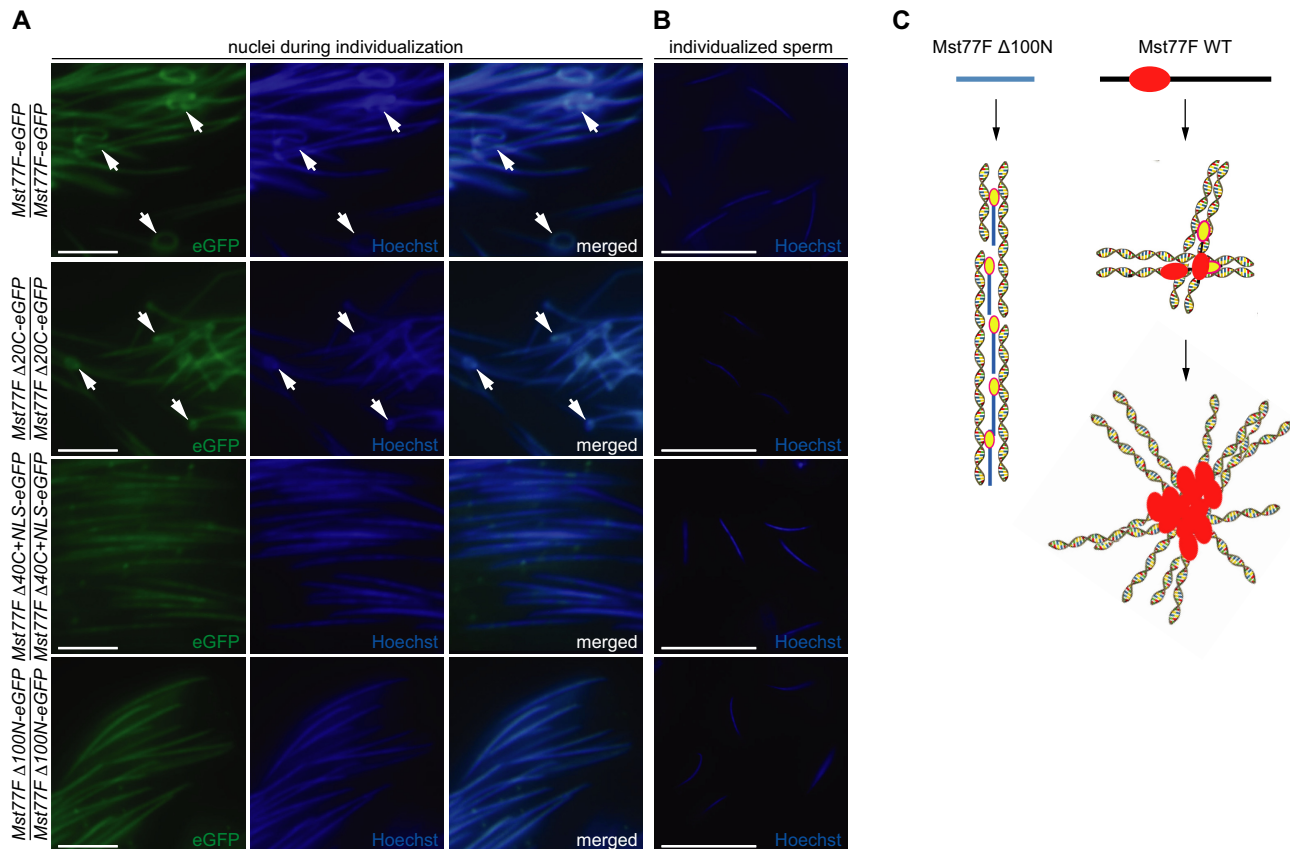 A
B
C
nuclei during individualization
individualized sperm
Mst77F Δ100N
Mst77F WT
Mst77F-eGFP
Mst77F-eGFP
eGFP
Hoechst
merged
Hoechst
Mst77F Δ20C-eGFP
Mst77F Δ20C-eGFP
eGFP
Hoechst
merged
Hoechst
Mst77F Δ40C+NLS-eGFP
Mst77F Δ40C+NLS-eGFP
eGFP
Hoechst
merged
Hoechst
Mst77F Δ100N-eGFP
Mst77F Δ100N-eGFP
eGFP
Hoechst
merged
Hoechst